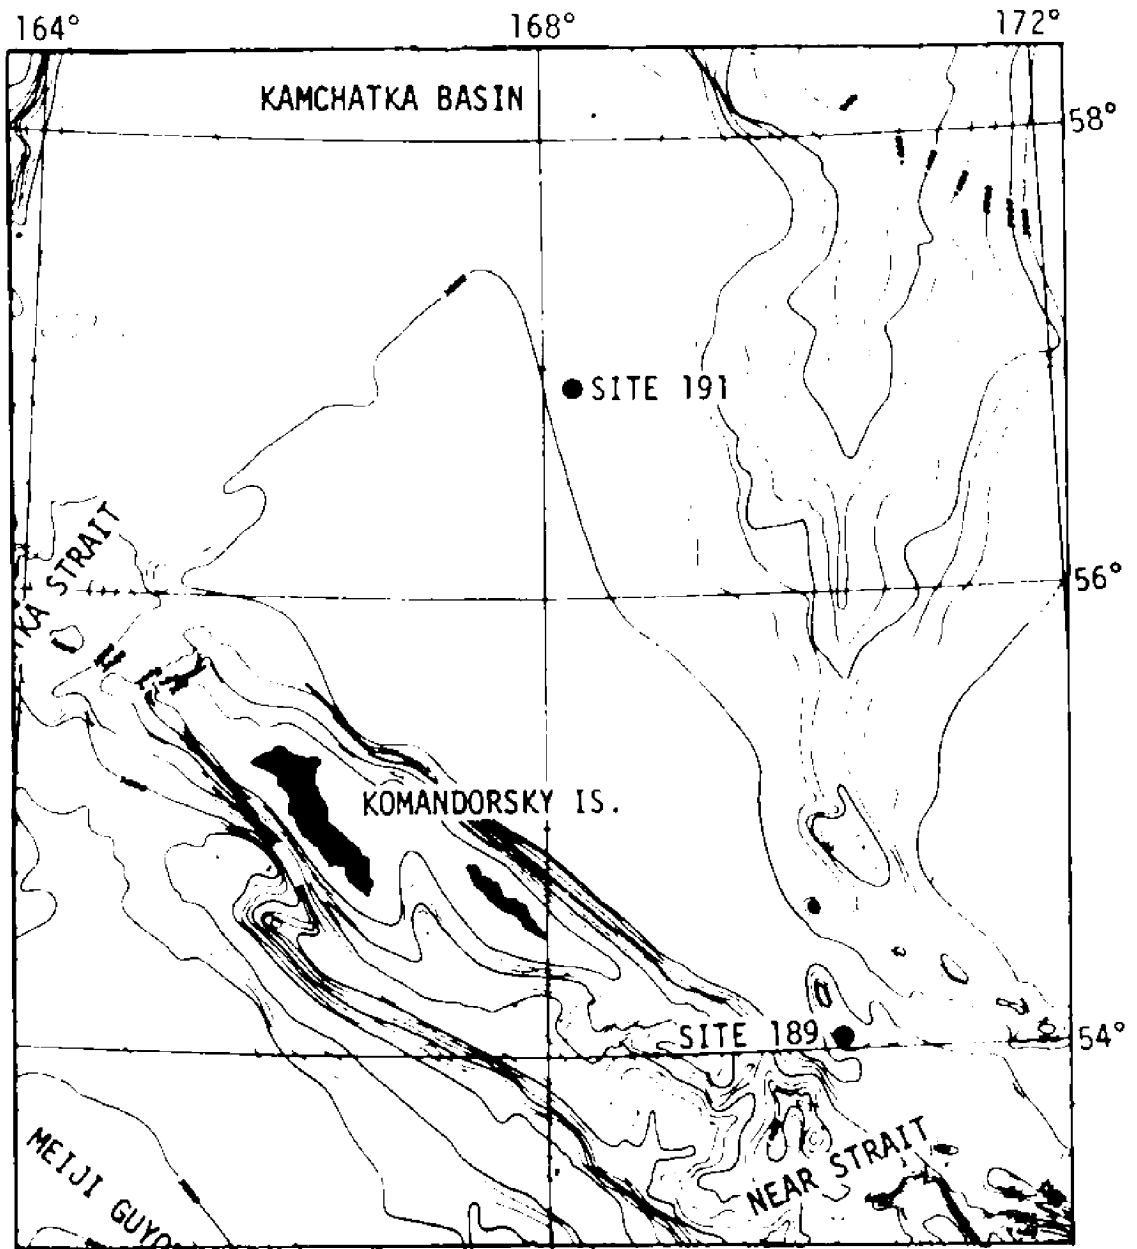 164° 168° 172°
KAMCHATKA BASIN
58°
SITE 191
STRAIT
56°
KOMANDORSKY IS.
SITE 189
54°
NEAR STRAIT
MEIJI